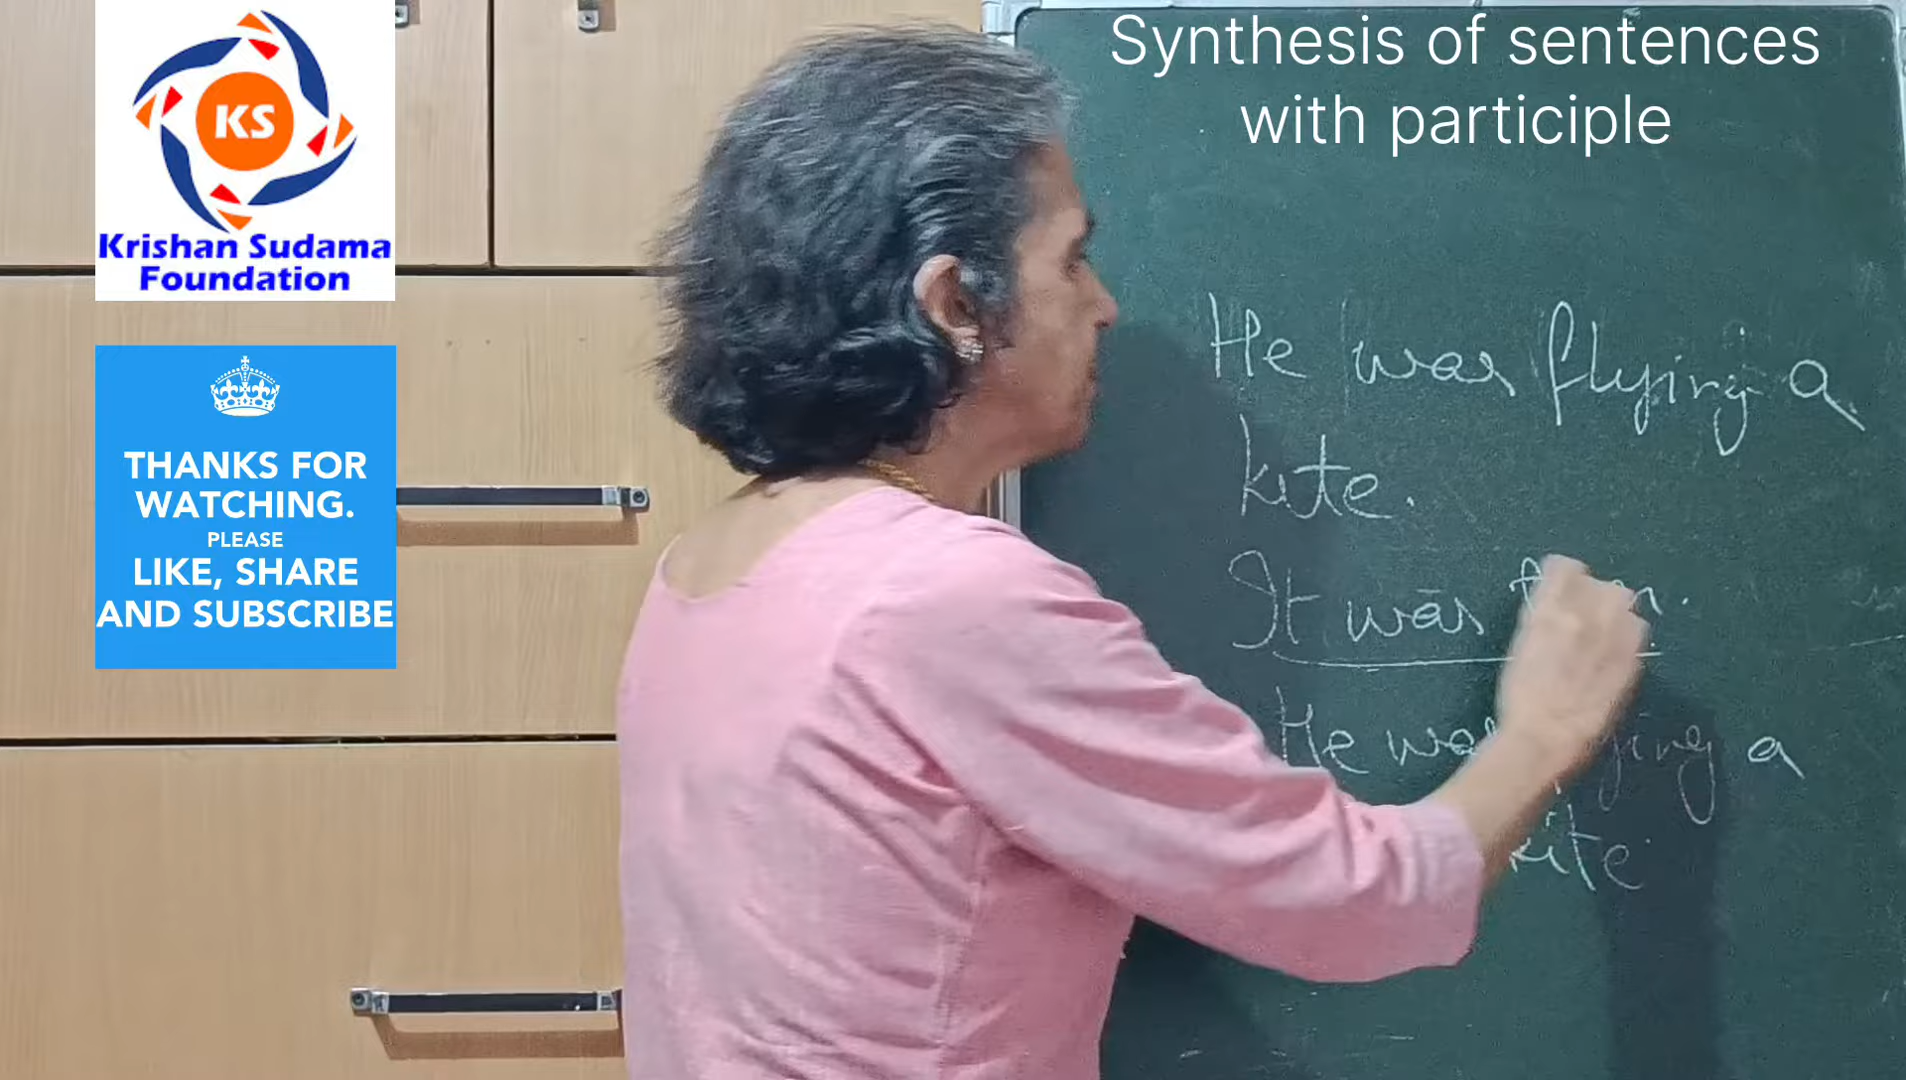 KS
Krishan Sudama
Foundation
THANKS FOR
WATCHING.
PLEASE
LIKE, SHARE
AND SUBSCRIBE
Synthesis of sentences
with participle
He was flying a
kite.
It was
He was a
kite